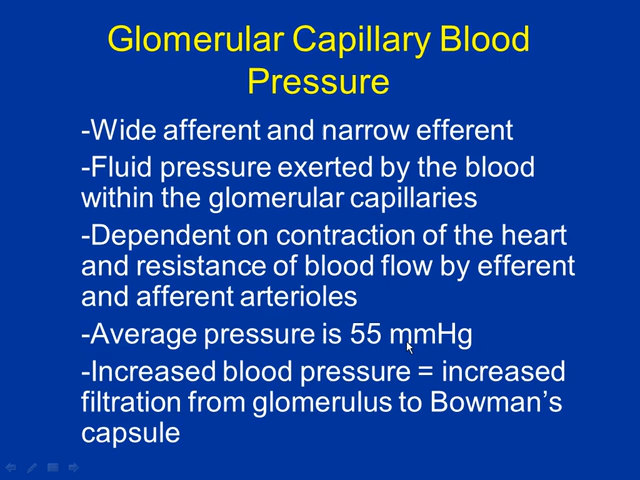 Glomerular Capillary Blood
Pressure
-Wide afferent and narrow efferent
-Fluid pressure exerted by the blood
within the glomerular capillaries
-Dependent on contraction of the heart
and resistance of blood flow by efferent
and afferent arterioles
-Average pressure is 55 mmHg
-Increased blood pressure = increased
filtration from glomerulus to Bowman’s
capsule